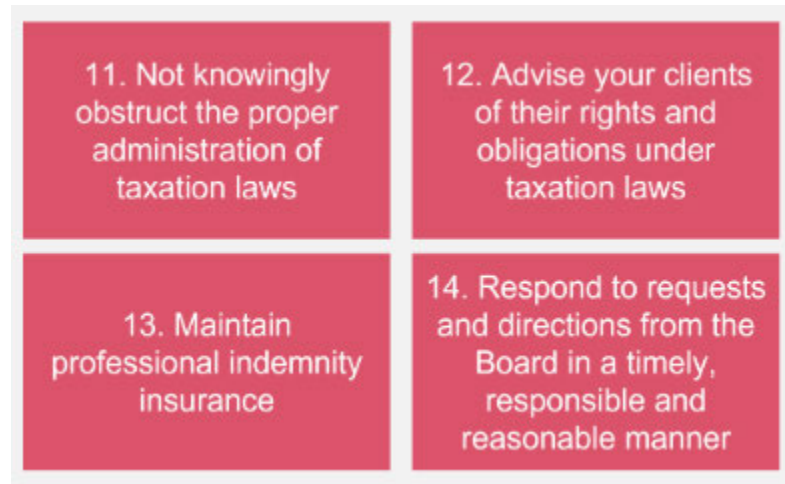 11. Not knowingly
obstruct the proper
administration of
taxation laws
12. Advise your clients
of their rights and
obligations under
taxation laws
13. Maintain
professional indemnity
insurance
14. Respond to requests
and directions from the
Board in a timely,
responsible and
reasonable manner